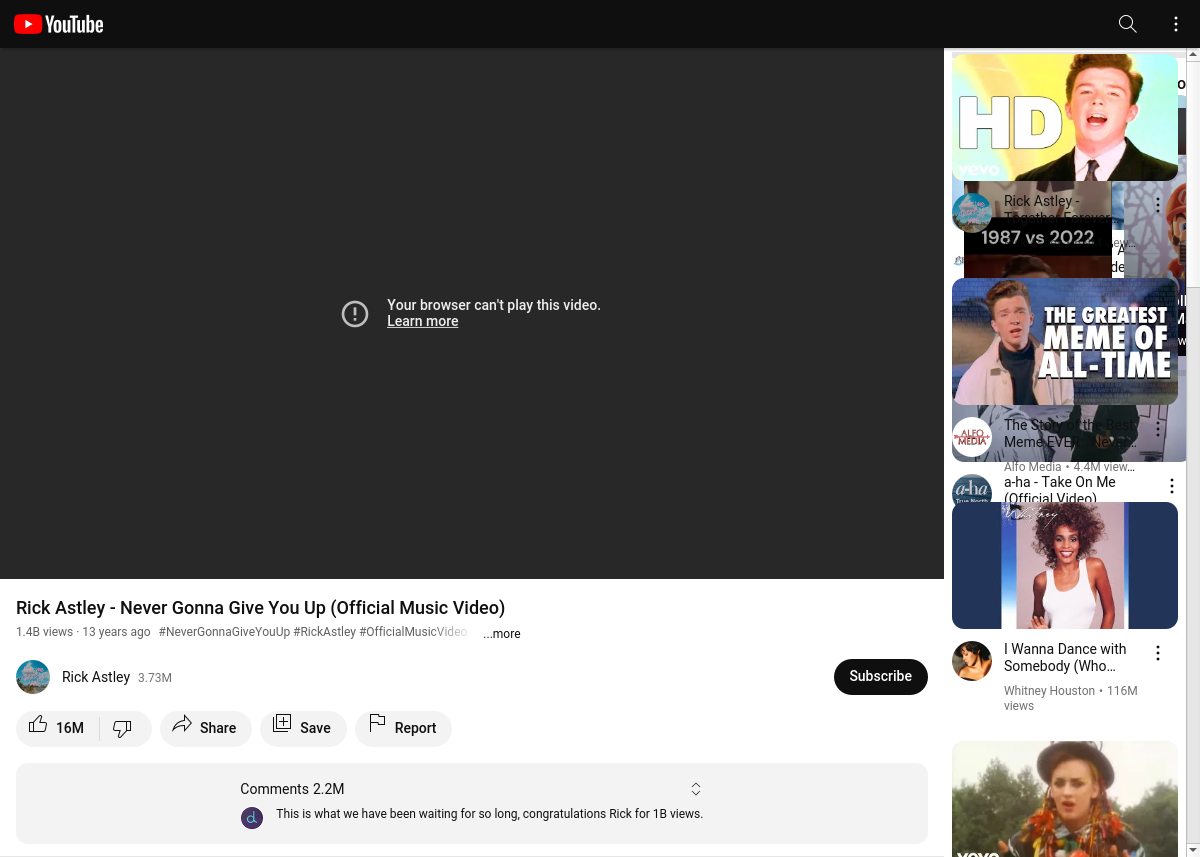 YouTube
Your browser can't play this video.
Learn more
Rick Astley - Never Gonna Give You Up (Official Music Video)
1.4B views · 13 years ago #NeverGonnaGiveYouUp #RickAstley #OfficialMusicVideo ...more
Rick Astley 3.73M
Subscribe
16M
Share
Save
Report
Comments 2.2M
This is what we have been waiting for so long, congratulations Rick for 1B views.
HD
vevo
Rick Astley -
Together Forever
1987 vs 2022
THE GREATEST
MEME OF
ALL-TIME
ALFO
MEDIA
The Story of the Best
Meme EVER
Alfo Media • 4.4M view...
a-ha
a-ha - Take On Me
(Official Video)
Whitney
I Wanna Dance with
Somebody (Who...
Whitney Houston • 116M
views
vevo